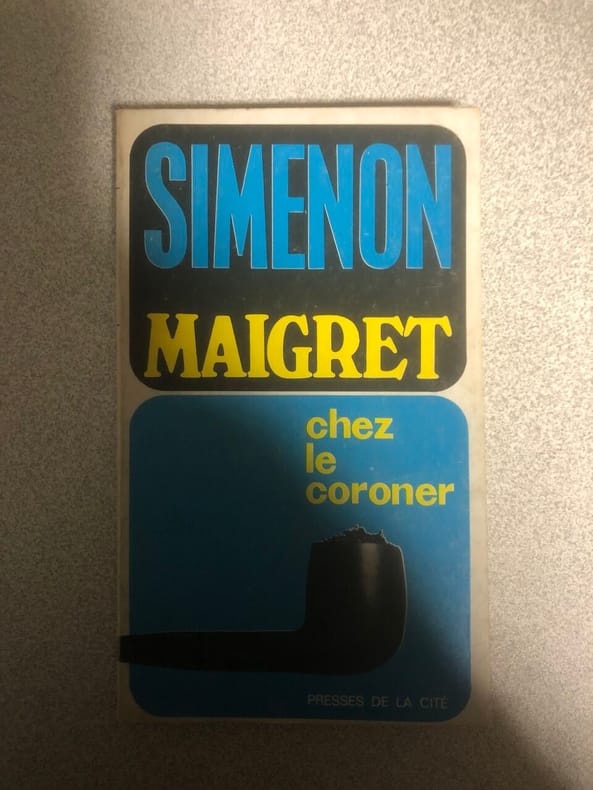 SIMENON
MAIGRET
chez
le
coroner
PRESSES DE LA CITÉ